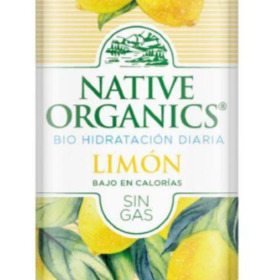 NATIVE
ORGANICS®
BIO HIDRATACIÓN DIARIA
LIMÓN
BAJO EN CALORÍAS
SIN
GAS